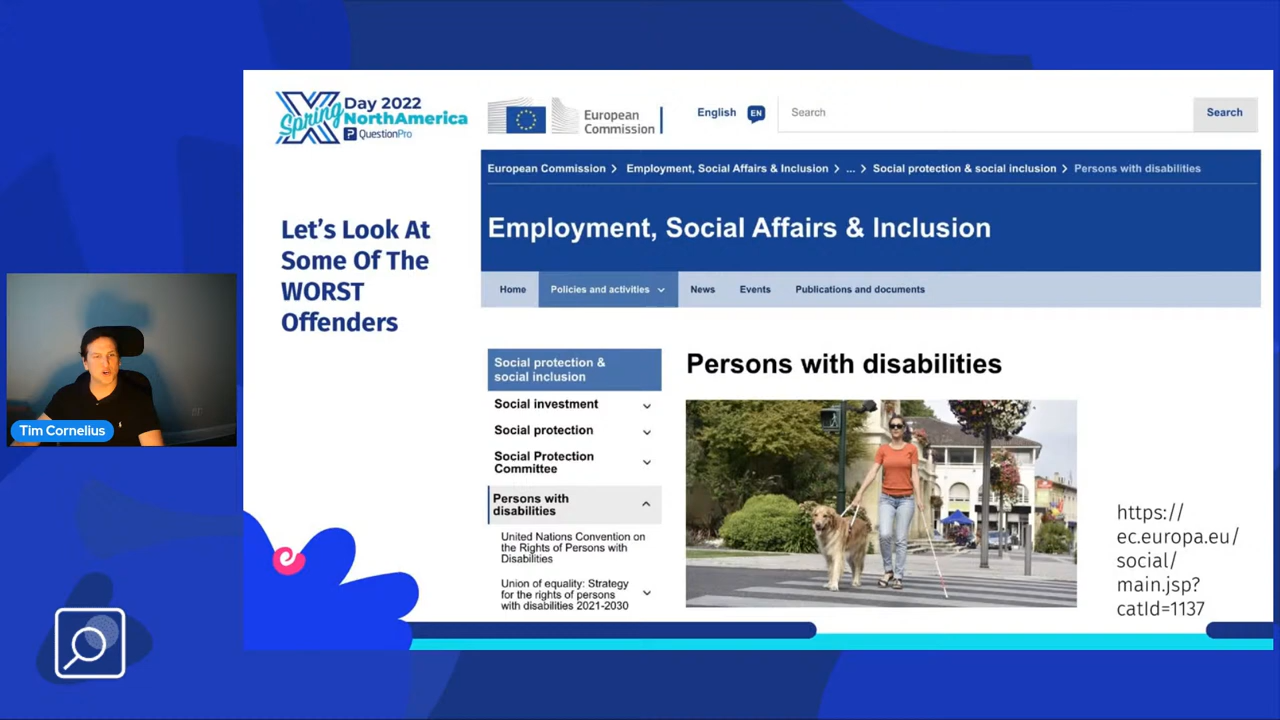 Day 2022
Spring
NorthAmerica
P QuestionPro
European
Commission
English
EN
Search
Search
European Commission > Employment, Social Affairs & Inclusion > ... > Social protection & social inclusion > Persons with disabilities
Employment, Social Affairs & Inclusion
Home
Policies and activities
News
Events
Publications and documents
Let's Look At
Some Of The
WORST
Offenders
Tim Cornelius
Social protection &
social inclusion
Social investment
Social protection
Social Protection
Committee
Persons with
disabilities
United Nations Convention on
the Rights of Persons with
Disabilities
Union of equality: Strategy
for the rights of persons
with disabilities 2021-2030
Persons with disabilities
https://
ec.europa.eu/
social/
main.jsp?
catId=1137